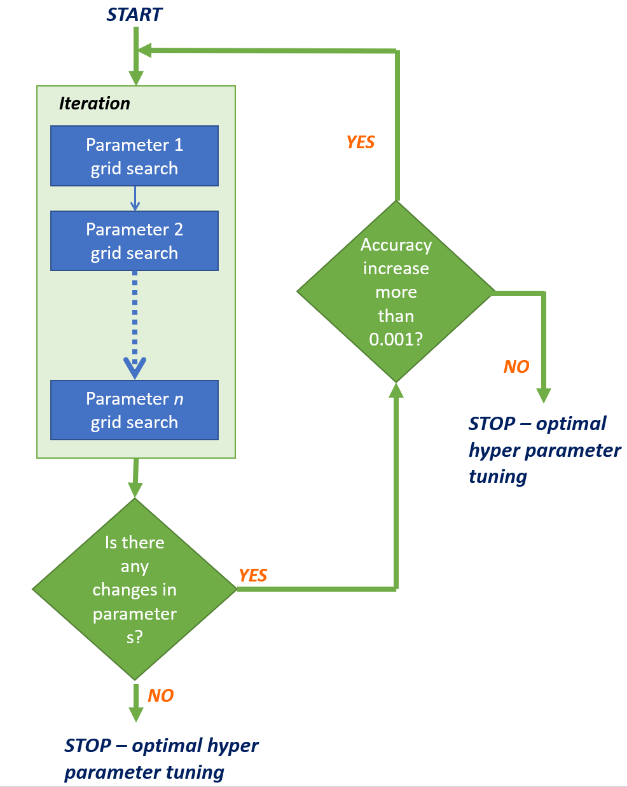 START
Iteration
Parameter 1
grid search
Parameter 2
grid search
Parameter n
grid search
Is there
any
changes in
parameter
s?
YES
NO
STOP – optimal hyper
parameter tuning
Accuracy
increase
more
than
0.001?
YES
NO
STOP – optimal
hyper parameter
tuning